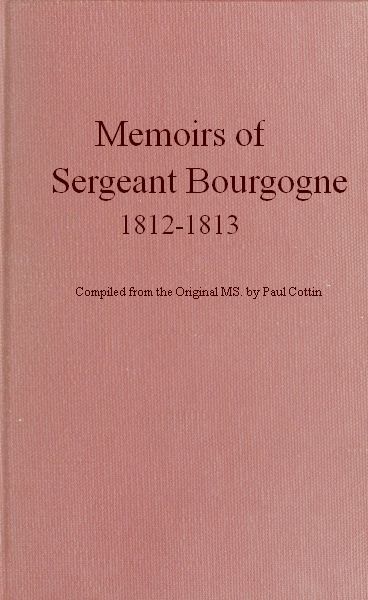 Memoirs of
Sergeant Bourgogne
1812-1813
Compiled from the Original MS. by Paul Cottin